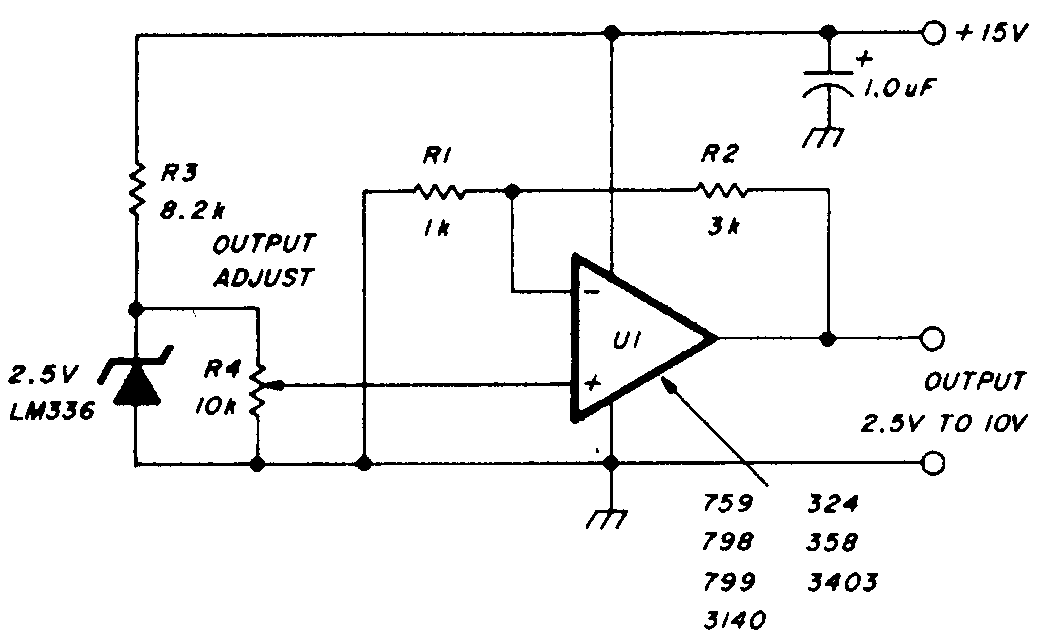 + 15V
+
1.0uF
R1
R2
R3
8.2k
1k
3k
OUTPUT
ADJUST
-
U1
2.5V
LM336
R4
10k
+
OUTPUT
2.5V TO 10V
759 324
798 358
799 3403
3140